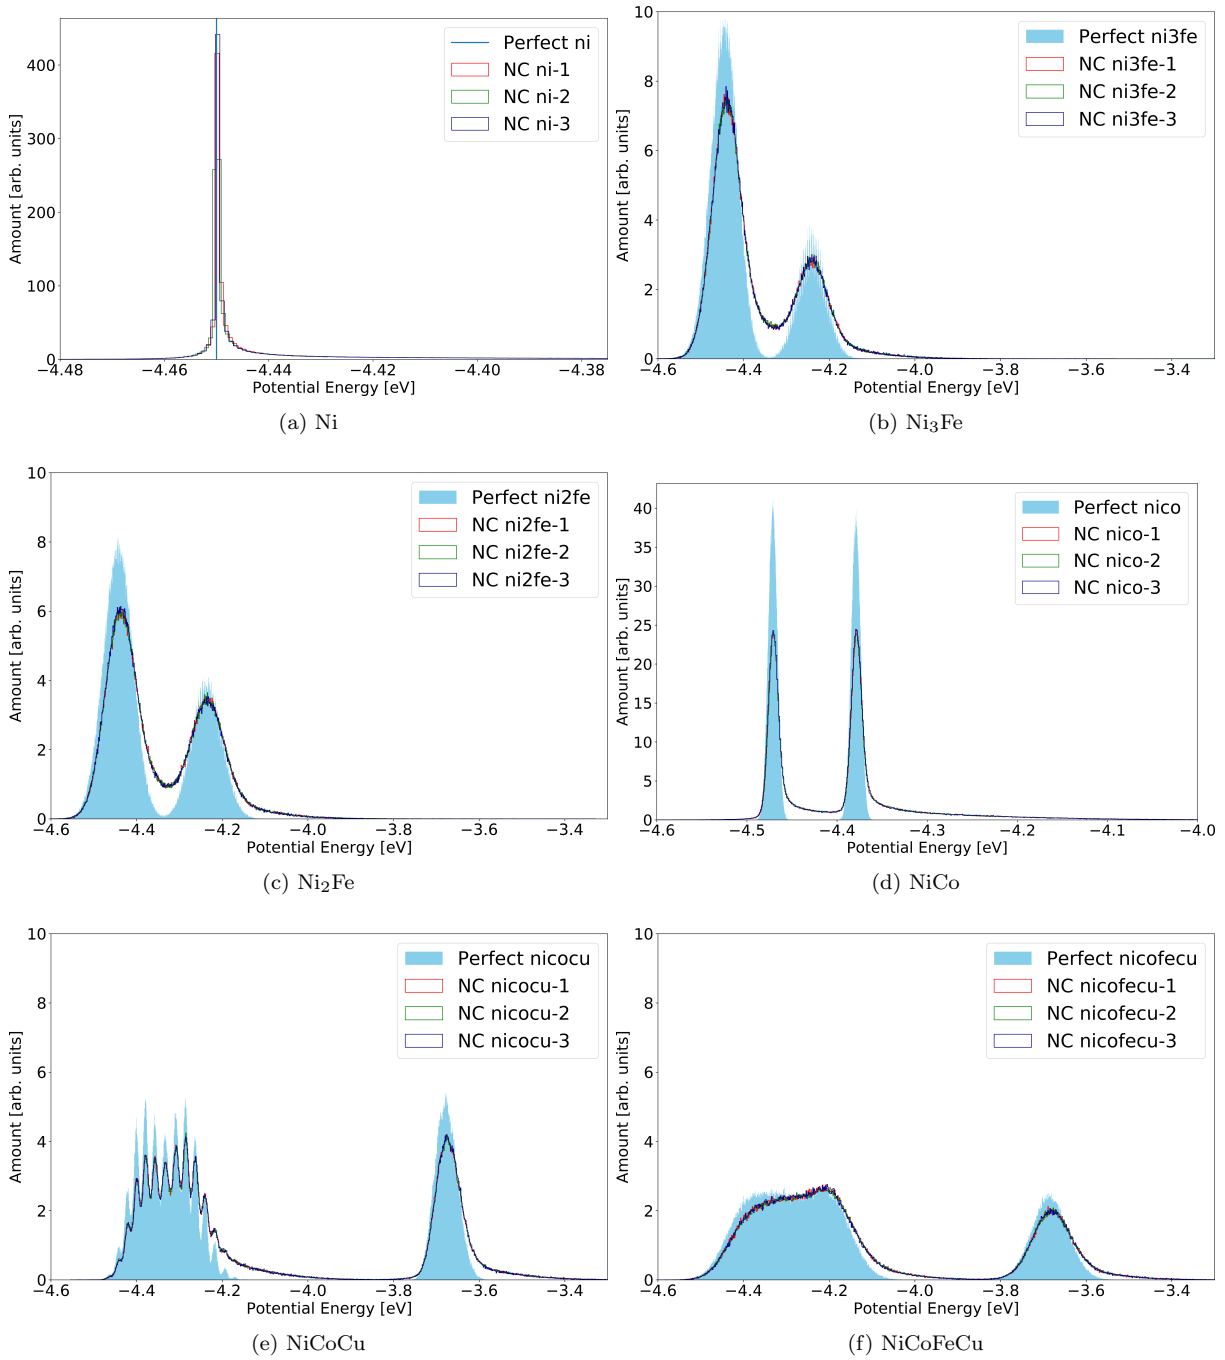 Amount [arb. units]
400
300
200
100
0
Perfect ni
NC ni-1
NC ni-2
NC ni-3
−4.48 −4.46 −4.44 −4.42 −4.40 −4.38
Potential Energy [eV]
(a) Ni
Amount [arb. units]
10
8
6
4
2
0
Perfect ni3fe
NC ni3fe-1
NC ni3fe-2
NC ni3fe-3
−4.6 −4.4 −4.2 −4.0 −3.8 −3.6 −3.4
Potential Energy [eV]
(b) Ni₃Fe
Amount [arb. units]
10
8
6
4
2
0
Perfect ni2fe
NC ni2fe-1
NC ni2fe-2
NC ni2fe-3
−4.6 −4.4 −4.2 −4.0 −3.8 −3.6 −3.4
Potential Energy [eV]
(c) Ni₂Fe
Amount [arb. units]
40
35
30
25
20
15
10
5
0
Perfect nico
NC nico-1
NC nico-2
NC nico-3
−4.6 −4.5 −4.4 −4.3 −4.2 −4.1 −4.0
Potential Energy [eV]
(d) NiCo
Amount [arb. units]
10
8
6
4
2
0
Perfect nicocu
NC nicocu-1
NC nicocu-2
NC nicocu-3
−4.6 −4.4 −4.2 −4.0 −3.8 −3.6 −3.4
Potential Energy [eV]
(e) NiCoCu
Amount [arb. units]
10
8
6
4
2
0
Perfect nicofecu
NC nicofecu-1
NC nicofecu-2
NC nicofecu-3
−4.6 −4.4 −4.2 −4.0 −3.8 −3.6 −3.4
Potential Energy [eV]
(f) NiCoFeCu